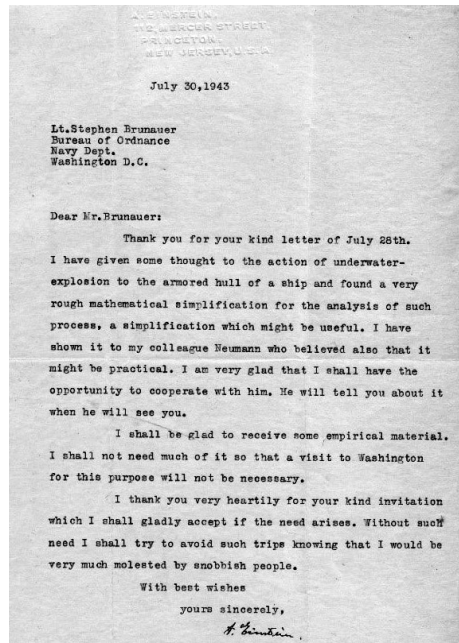 A. EINSTEIN.
112, MERCER STREET.
PRINCETON.
NEW JERSEY, U.S.A.
July 30,1943
Lt.Stephen Brunauer
Bureau of Ordnance
Navy Dept.
Washington D.C.
Dear Mr.Brunauer:
Thank you for your kind letter of July 28th.
I have given some thought to the action of underwater-
explosion to the armored hull of a ship and found a very
rough mathematical simplification for the analysis of such
process, a simplification which might be useful. I have
shown it to my colleague Neumann who believed also that it
might be practical. I am very glad that I shall have the
opportunity to cooperate with him. He will tell you about it
when he will see you.
I shall be glad to receive some empirical material.
I shall not need much of it so that a visit to Washington
for this purpose will not be necessary.
I thank you very heartily for your kind invitation
which I shall gladly accept if the need arises. Without such
need I shall try to avoid such trips knowing that I would be
very much molested by snobbish people.
With best wishes
yours sincerely,
A. Einstein.